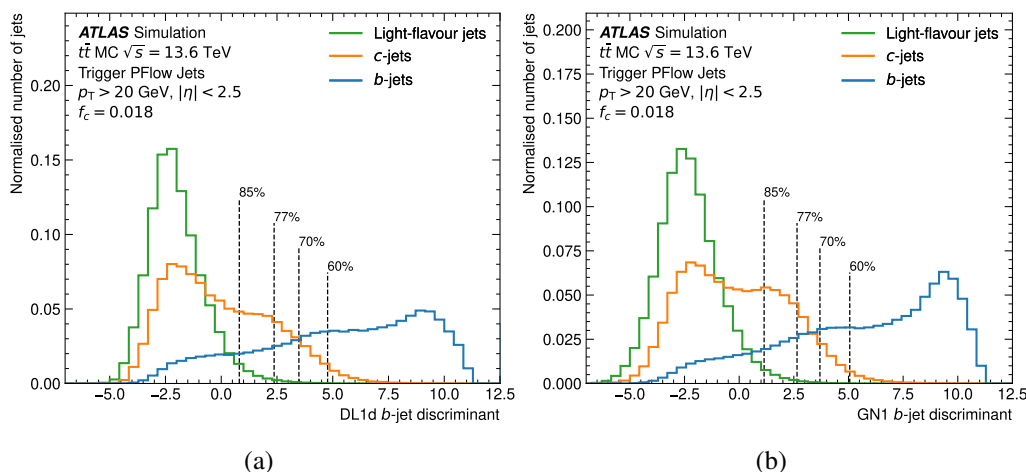 Normalised number of jets
ATLAS Simulation
tt̄ MC √s = 13.6 TeV
Trigger PFlow Jets
pT > 20 GeV, |η| < 2.5
fc = 0.018
Light-flavour jets
c-jets
b-jets
85%
77%
70%
60%
0.20
0.15
0.10
0.05
0.00
−5.0 −2.5 0.0 2.5 5.0 7.5 10.0 12.5
DL1d b-jet discriminant
(a)
Normalised number of jets
ATLAS Simulation
tt̄ MC √s = 13.6 TeV
Trigger PFlow Jets
pT > 20 GeV, |η| < 2.5
fc = 0.018
Light-flavour jets
c-jets
b-jets
85%
77%
70%
60%
0.200
0.175
0.150
0.125
0.100
0.075
0.050
0.025
0.000
−5.0 −2.5 0.0 2.5 5.0 7.5 10.0 12.5
GN1 b-jet discriminant
(b)